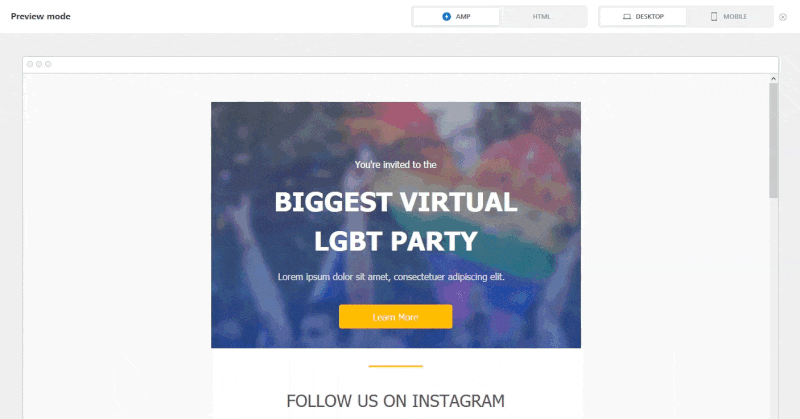 Preview mode
AMP
HTML
DESKTOP
MOBILE
You're invited to the
BIGGEST VIRTUAL
LGBT PARTY
Lorem ipsum dolor sit amet, consectetuer adipiscing elit.
Learn More
FOLLOW US ON INSTAGRAM